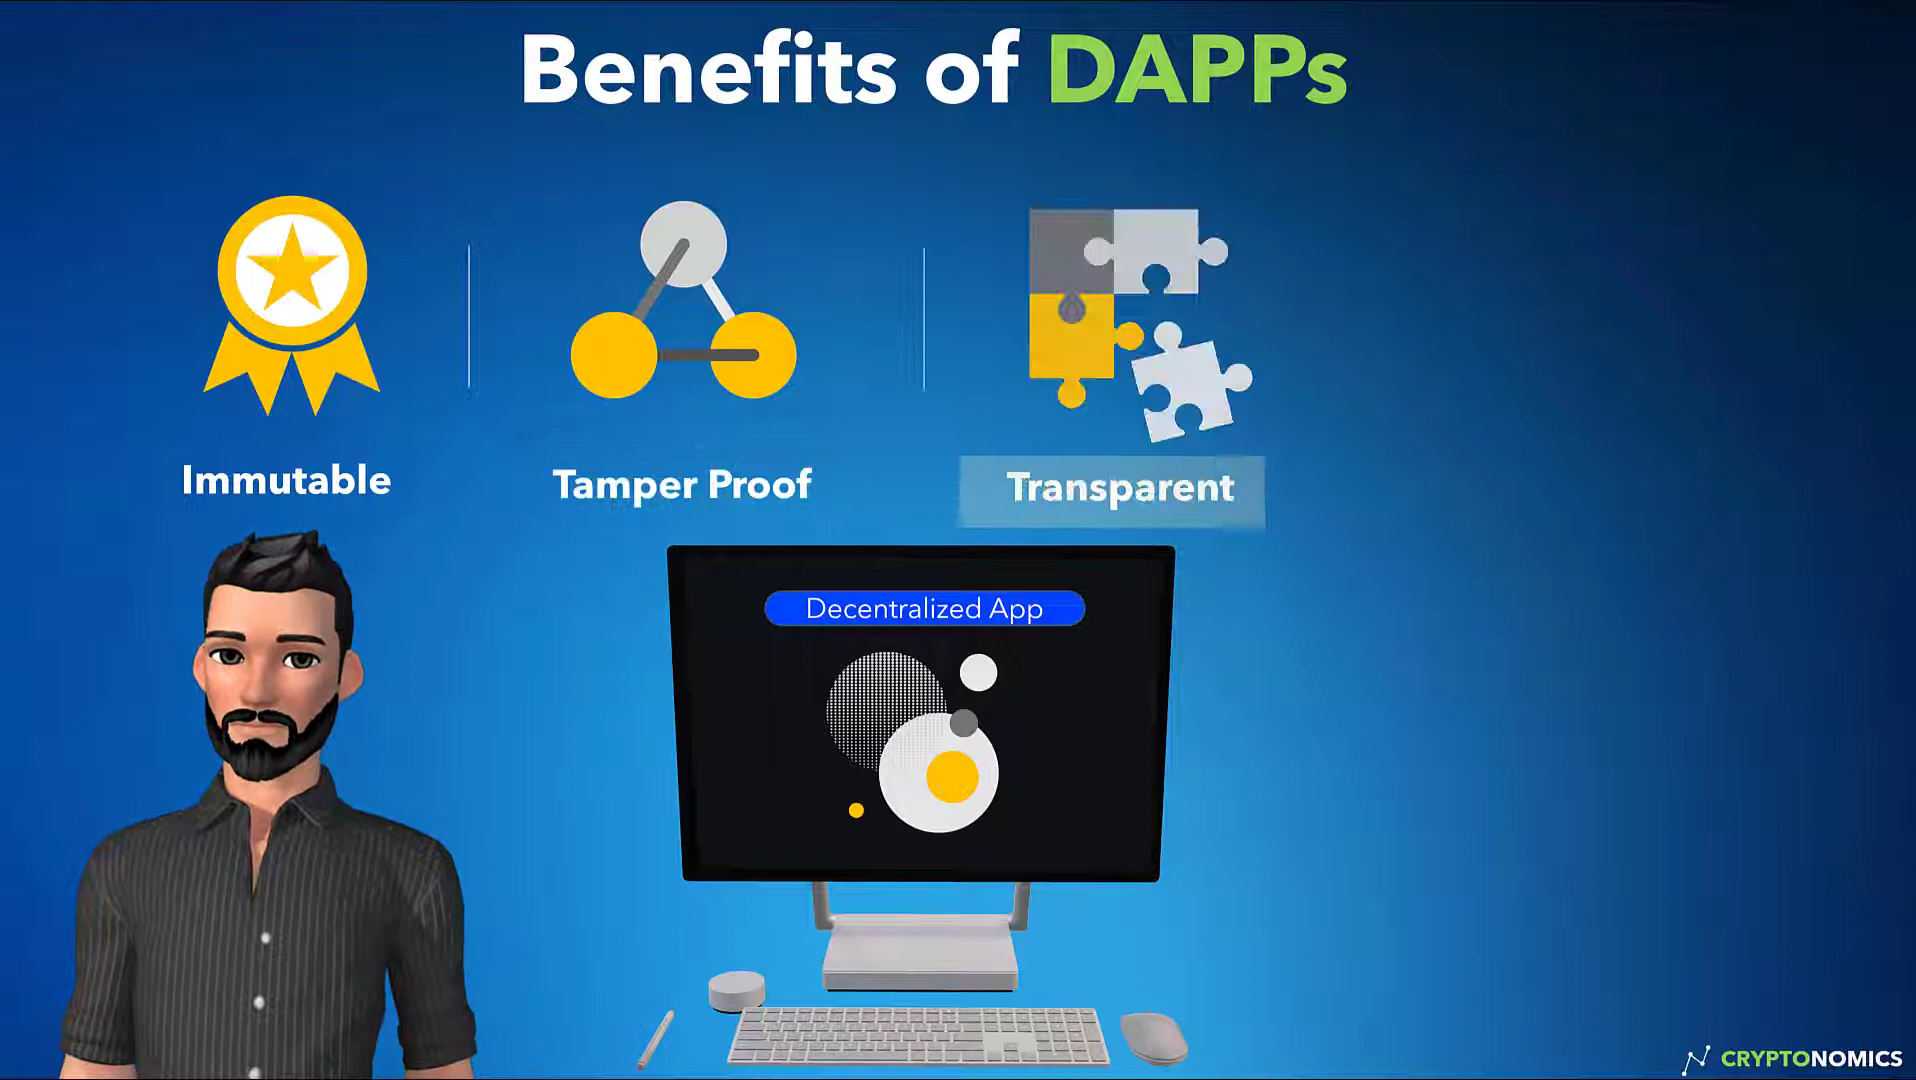 Benefits of DAPPs
Immutable
Tamper Proof
Transparent
Decentralized App
CRYPTONOMICS